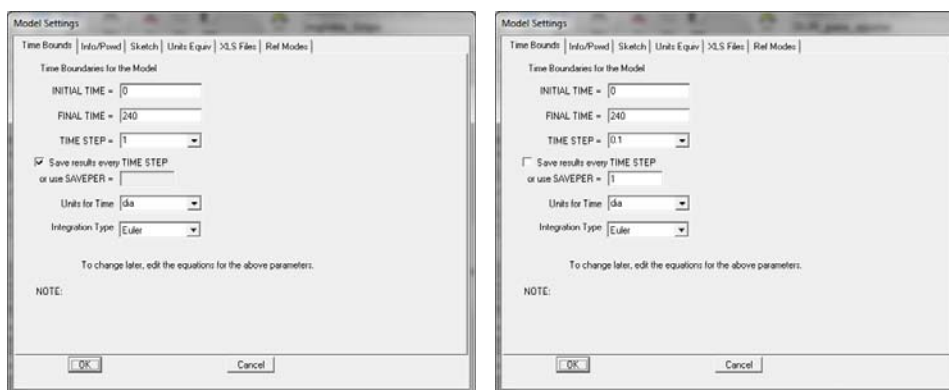 Model Settings
Time Bounds Info/Pswd Sketch Units Equiv XLS Files Ref Modes
Time Boundaries for the Model
INITIAL TIME = 0
FINAL TIME = 240
TIME STEP = 1
Save results every TIME STEP
or use SAVEPER =
Units for Time dia
Integration Type Euler
To change later, edit the equations for the above parameters.
NOTE:
OK Cancel
Model Settings
Time Bounds Info/Pswd Sketch Units Equiv XLS Files Ref Modes
Time Boundaries for the Model
INITIAL TIME = 0
FINAL TIME = 240
TIME STEP = 0.1
Save results every TIME STEP
or use SAVEPER = 1
Units for Time dia
Integration Type Euler
To change later, edit the equations for the above parameters.
NOTE:
OK Cancel